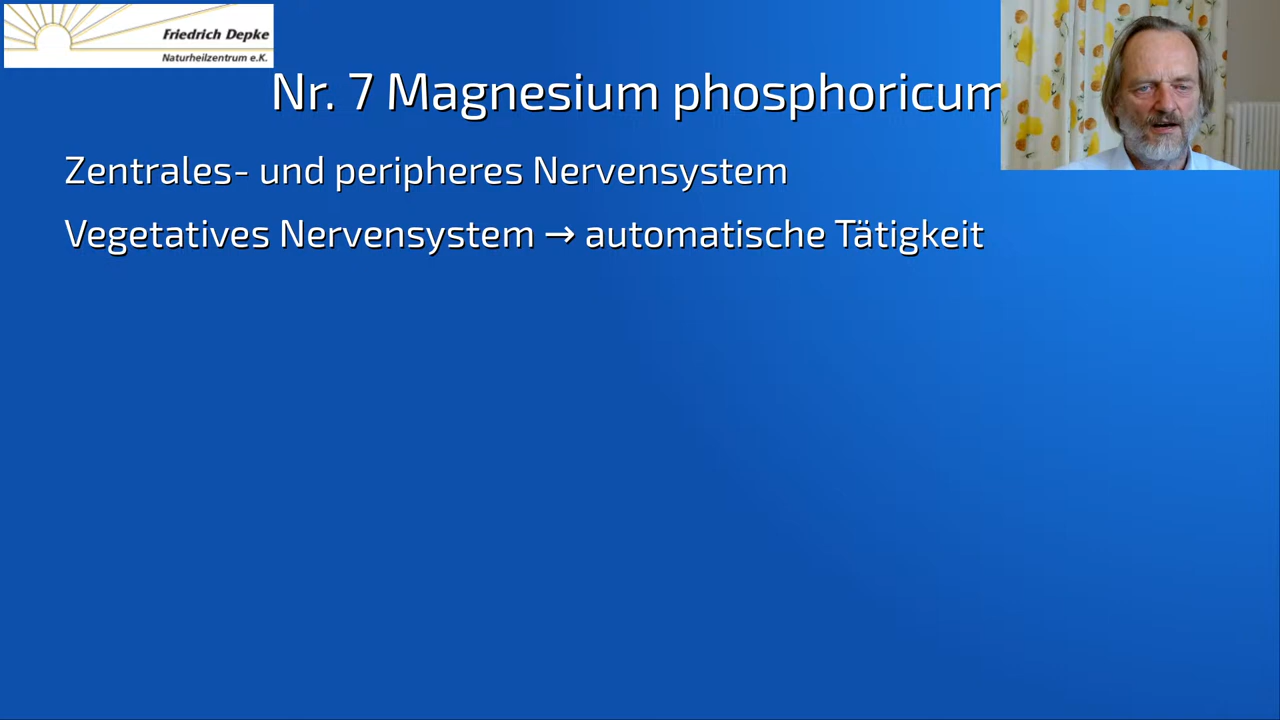 Friedrich Depke
Naturheilzentrum e.K.
Nr. 7 Magnesium phosphoricum
Zentrales- und peripheres Nervensystem
Vegetatives Nervensystem → automatische Tätigkeit